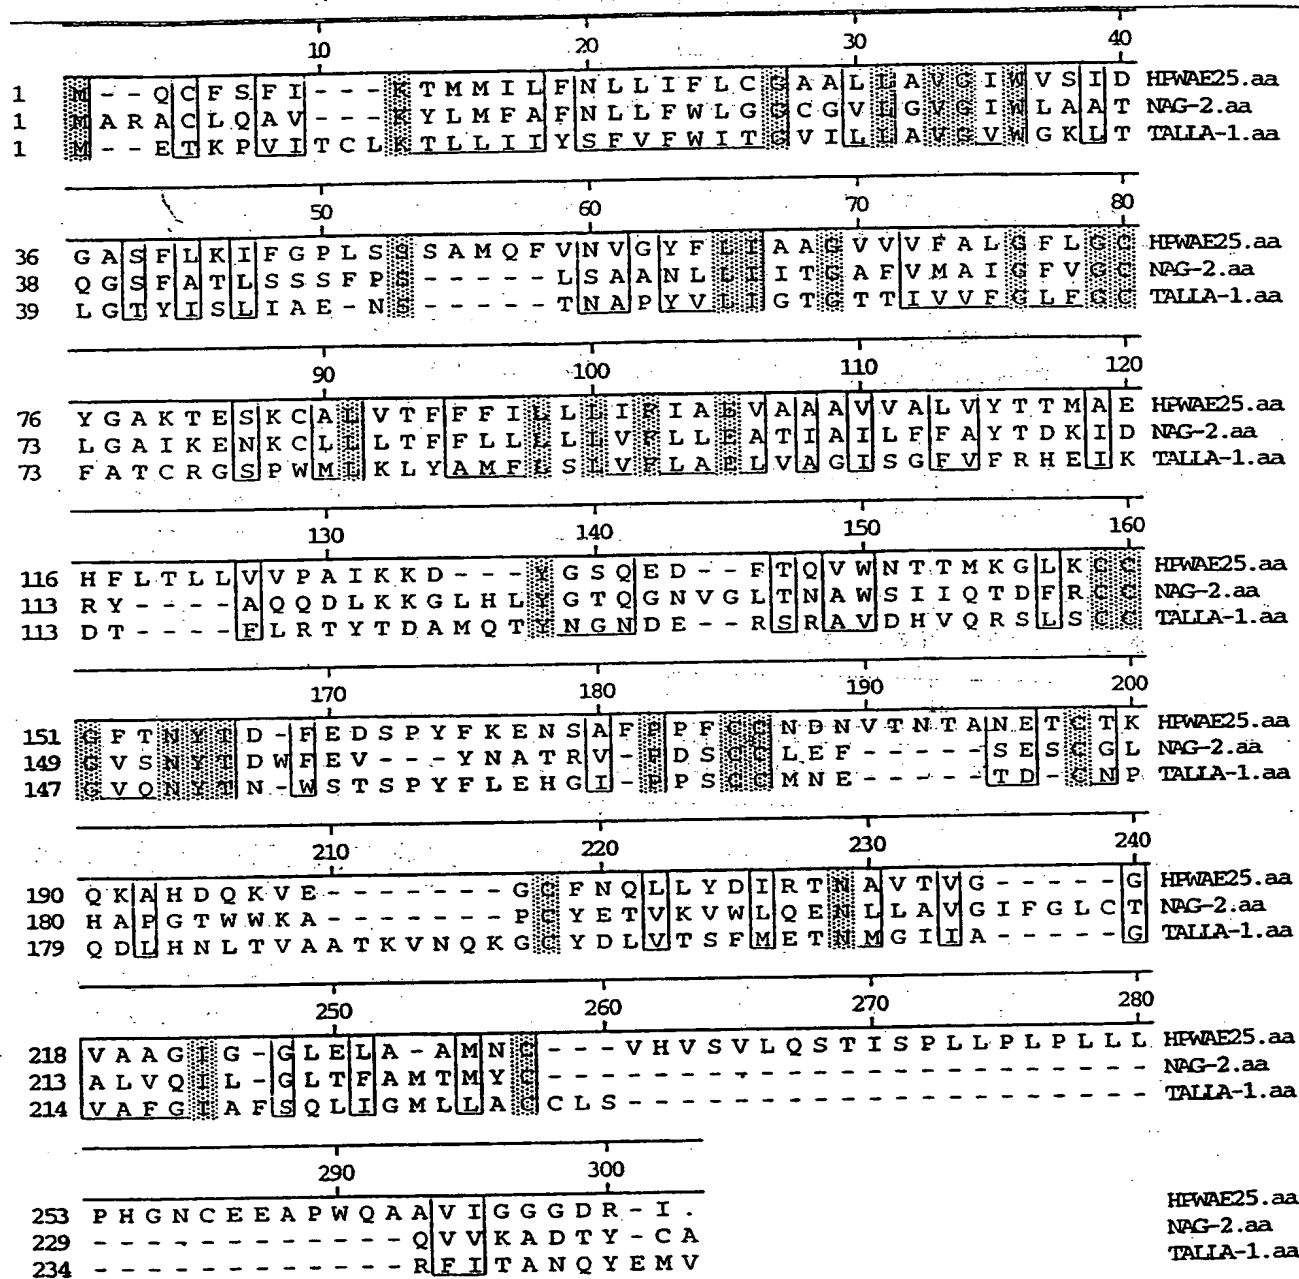 10 20 30 40
1 M - - Q C F S F I - - - K T M M I L F N L L I F L C G A A L L A V G I W V S I D HPWAE25.aa
1 M A R A C L Q A V - - - K Y L M F A F N L L F W L G G C G V L G V G I W L A A T NAG-2.aa
1 M - - E T K P V I T C L K T L L I I Y S F V F W I T G V I L L A V G V W G K L T TALLA-1.aa
50 60 70 80
36 G A S F L K I F G P L S S S A M Q F V N V G Y F L I A A G V V V F A L G F L G C HPWAE25.aa
38 Q G S F A T L S S S F P S - - - - - L S A A N L L I I T G A F V M A I G F V G C NAG-2.aa
39 L G T Y I S L I A E - N S - - - - - T N A P Y V L I G T G T T I V V F G L F G C TALLA-1.aa
90 100 110 120
76 Y G A K T E S K C A L V T F F F I L L L I F I A E V A A A V V A L V Y T T M A E HPWAE25.aa
73 L G A I K E N K C L L L T F F L L L L L V F L L E A T I A I L F F A Y T D K I D NAG-2.aa
73 F A T C R G S P W M L K L Y A M F L S L V F L A E L V A G I S G F V F R H E I K TALLA-1.aa
130 140 150 160
116 H F L T L L V V P A I K K D - - - Y G S Q E D - - F T Q V W N T T M K G L K C C HPWAE25.aa
113 R Y - - - - A Q Q D L K K G L H L Y G T Q G N V G L T N A W S I I Q T D F R C C NAG-2.aa
113 D T - - - - F L R T Y T D A M Q T Y N G N D E - - R S R A V D H V Q R S L S C C TALLA-1.aa
170 180 190 200
151 G F T N Y T D - F E D S P Y F K E N S A F P P F C C N D N V T N T A N E T C T K HPWAE25.aa
149 G V S N Y T D W F E V - - - Y N A T R V - P D S C C L E F - - - - - S E S C G L NAG-2.aa
147 G V Q N Y T N - W S T S P Y F L E H G I - P P S C C M N E - - - - - T D - C N P TALLA-1.aa
210 220 230 240
190 Q K A H D Q K V E - - - - - - - G C F N Q L L Y D I R T N A V T V G - - - - - G HPWAE25.aa
180 H A P G T W W K A - - - - - - - P C Y E T V K V W L Q E N L L A V G I F G L C T NAG-2.aa
179 Q D L H N L T V A A T K V N Q K G C Y D L V T S F M E T N M G I I A - - - - - G TALLA-1.aa
250 260 270 280
218 V A A G I G - G L E L A - A M N C - - - V H V S V L Q S T I S P L L P L P L L L HPWAE25.aa
213 A L V Q I L - G L T F A M T M Y C - - - - - - - - - - - - - - - - - - - - - - - NAG-2.aa
214 V A F G I A F S Q L I G M L L A C C L S - - - - - - - - - - - - - - - - - - - - TALLA-1.aa
290 300
253 P H G N C E E A P W Q A A V I G G G D R - I . HPWAE25.aa
229 - - - - - - - - - - - - Q V V K A D T Y - C A NAG-2.aa
234 - - - - - - - - - - - - R F I T A N Q Y E M V TALLA-1.aa